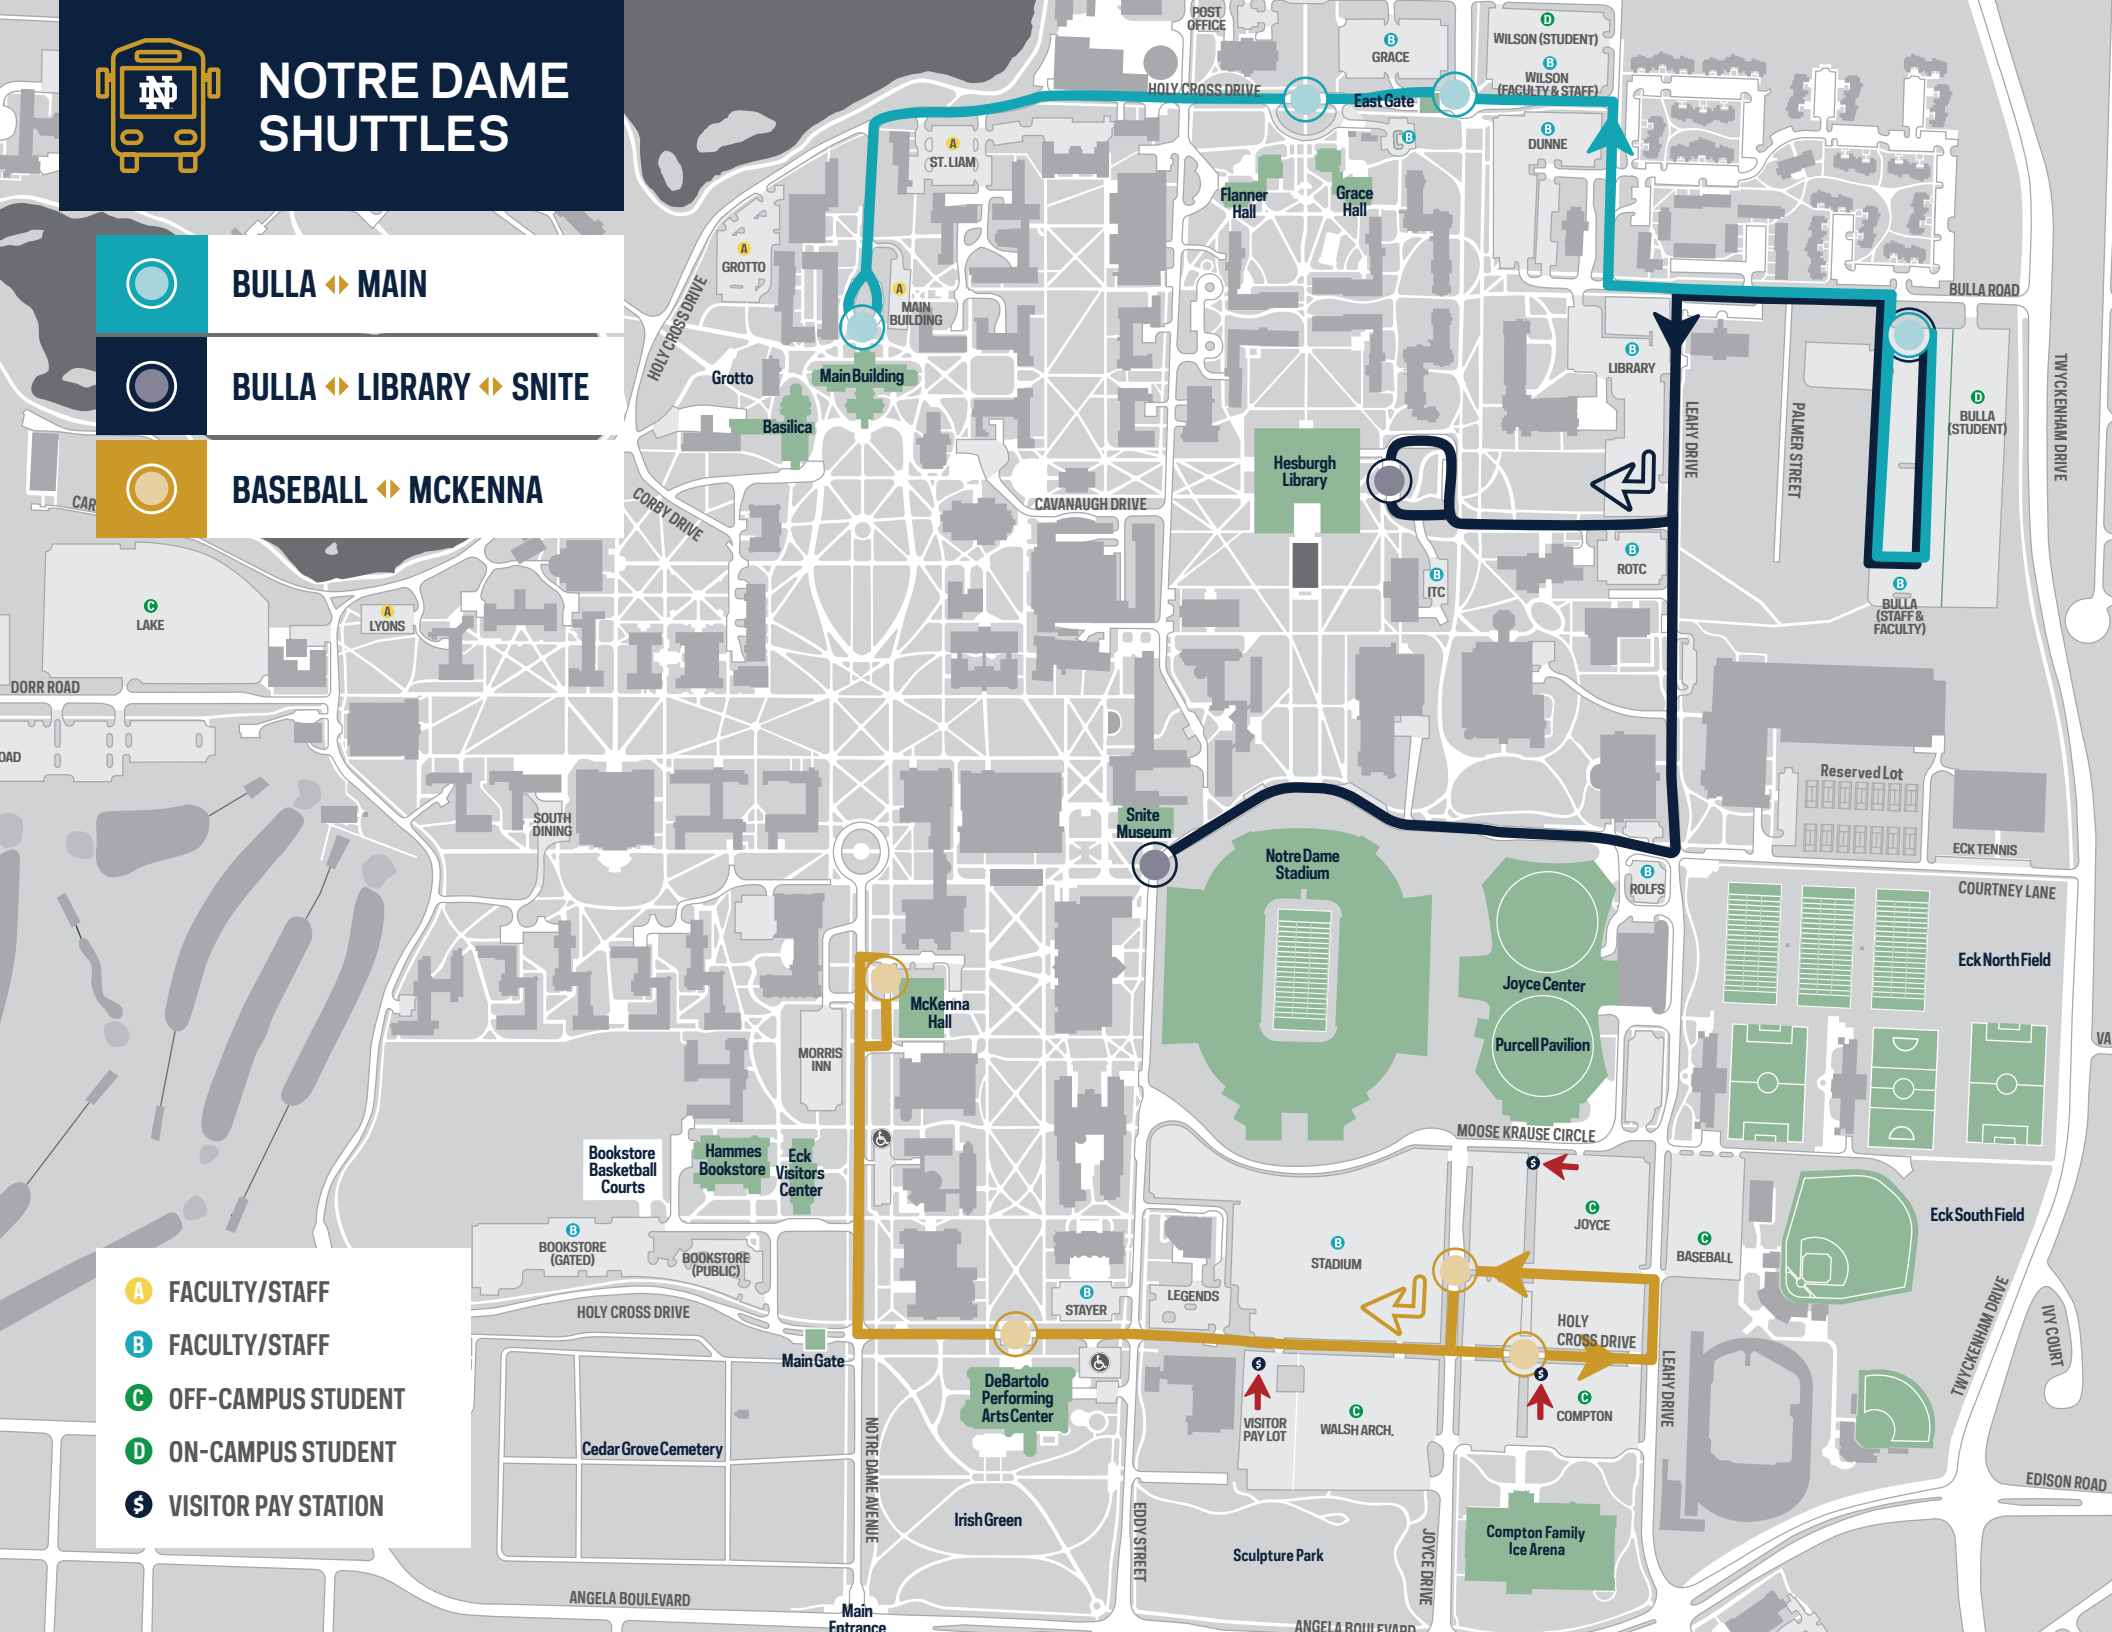 NOTRE DAME
SHUTTLES
BULLA MAIN
BULLA LIBRARY SNITE
BASEBALL MCKENNA
POST
OFFICE
B
GRACE
D
WILSON (STUDENT)
B
WILSON
(FACULTY & STAFF)
HOLY CROSS DRIVE
East Gate
B
B
DUNNE
A
ST. LIAM
Flanner
Hall
Grace
Hall
A
GROTTO
A
MAIN
BUILDING
HOLY CROSS DRIVE
BULLA ROAD
Grotto
Main Building
Basilica
B
LIBRARY
LEAHY DRIVE
PALMER STREET
D
BULLA
(STUDENT)
TWYCKENHAM DRIVE
Hesburgh
Library
CORBY DRIVE
CAVANAUGH DRIVE
CAR
B
ROTC
B
ITC
B
BULLA
(STAFF &
FACULTY)
C
LAKE
A
LYONS
DORR ROAD
OAD
Reserved Lot
SOUTH
DINING
Snite
Museum
Notre Dame
Stadium
ECK TENNIS
B
ROLFS
COURTNEY LANE
Eck North Field
Joyce Center
McKenna
Hall
Purcell Pavilion
MORRIS
INN
VA
MOOSE KRAUSE CIRCLE
Bookstore
Basketball
Courts
Hammes
Bookstore
Eck
Visitors
Center
$
C
JOYCE
Eck South Field
B
BOOKSTORE
(GATED)
BOOKSTORE
(PUBLIC)
B
STADIUM
C
BASEBALL
HOLY CROSS DRIVE
B
STAYER
LEGENDS
HOLY
CROSS DRIVE
TWYCKENHAM DRIVE
IVY COURT
Main Gate
$
$
LEAHY DRIVE
DeBartolo
Performing
Arts Center
VISITOR
PAY LOT
C
WALSH ARCH.
C
COMPTON
A FACULTY/STAFF
B FACULTY/STAFF
C OFF-CAMPUS STUDENT
D ON-CAMPUS STUDENT
$ VISITOR PAY STATION
Cedar Grove Cemetery
NOTRE DAME AVENUE
Irish Green
EDDY STREET
Sculpture Park
JOYCE DRIVE
Compton Family
Ice Arena
EDISON ROAD
ANGELA BOULEVARD
Main
Entrance
ANGELA BOULEVARD